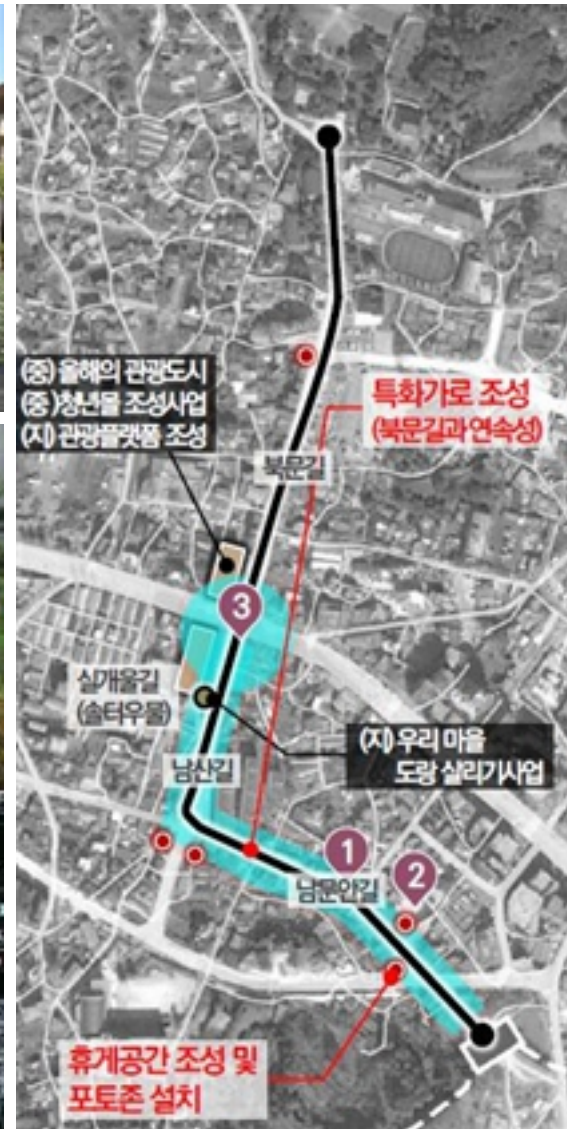 (중) 올해의 관광도시
(중)청년몰 조성사업
(지) 관광플랫폼 조성
특화가로 조성
(북문길과 연속성)
북문길
3
실개울길
(솔터우물)
(지) 우리 마을
도랑 살리기사업
남산길
1
남문안길
2
휴게공간 조성 및
포토존 설치